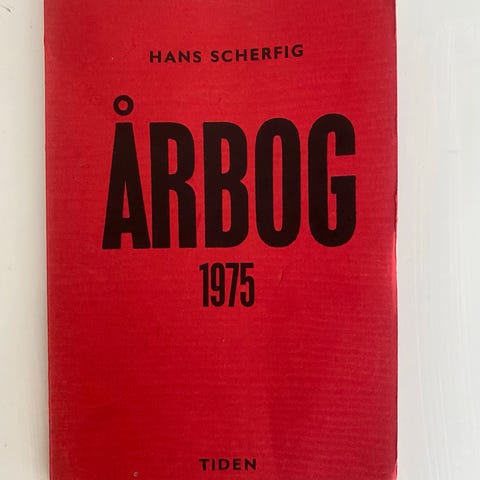 HANS SCHERFIG
ÅRBOG
1975
TIDEN